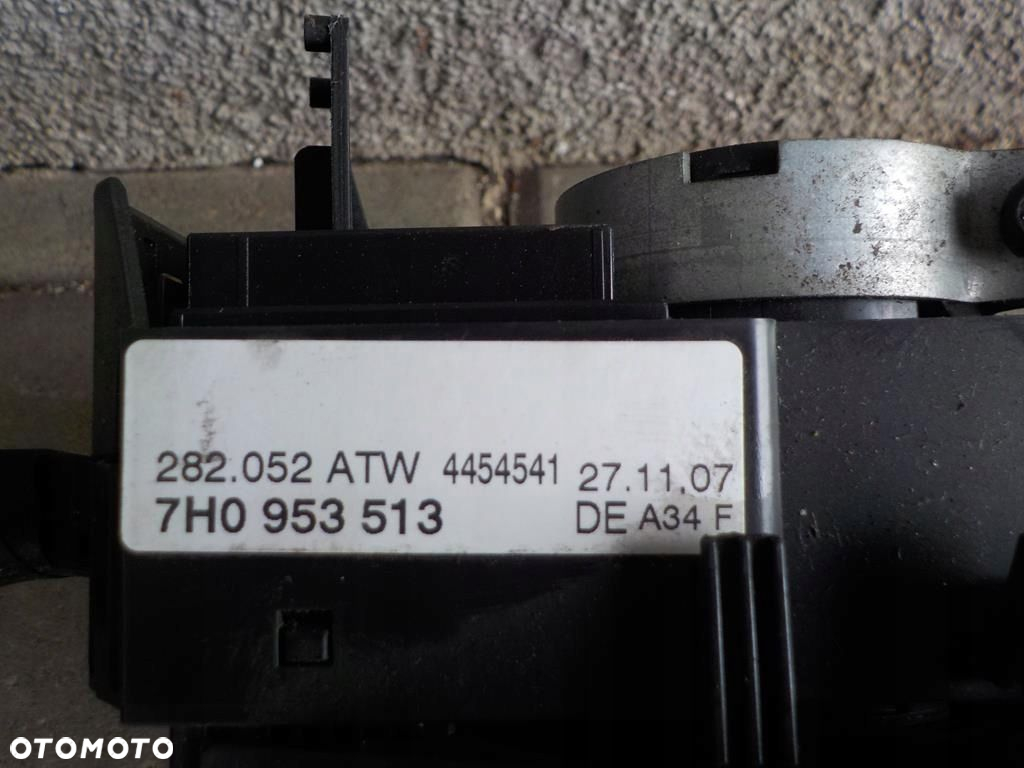 282.052 ATW 4454541 27.11.07
7H0 953 513 DE A34 F
OTOMOTO